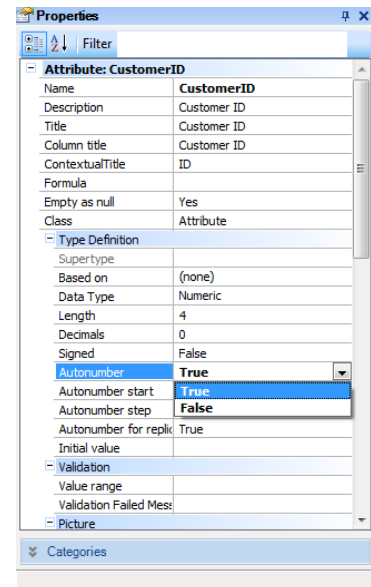 Properties
Filter
Attribute: CustomerID
Name CustomerID
Description Customer ID
Title Customer ID
Column title Customer ID
ContextualTitle ID
Formula
Empty as null Yes
Class Attribute
Type Definition
Supertype
Based on (none)
Data Type Numeric
Length 4
Decimals 0
Signed False
Autonumber True
Autonumber start True
Autonumber step False
Autonumber for replic True
Initial value
Validation
Value range
Validation Failed Mess
Picture
Categories